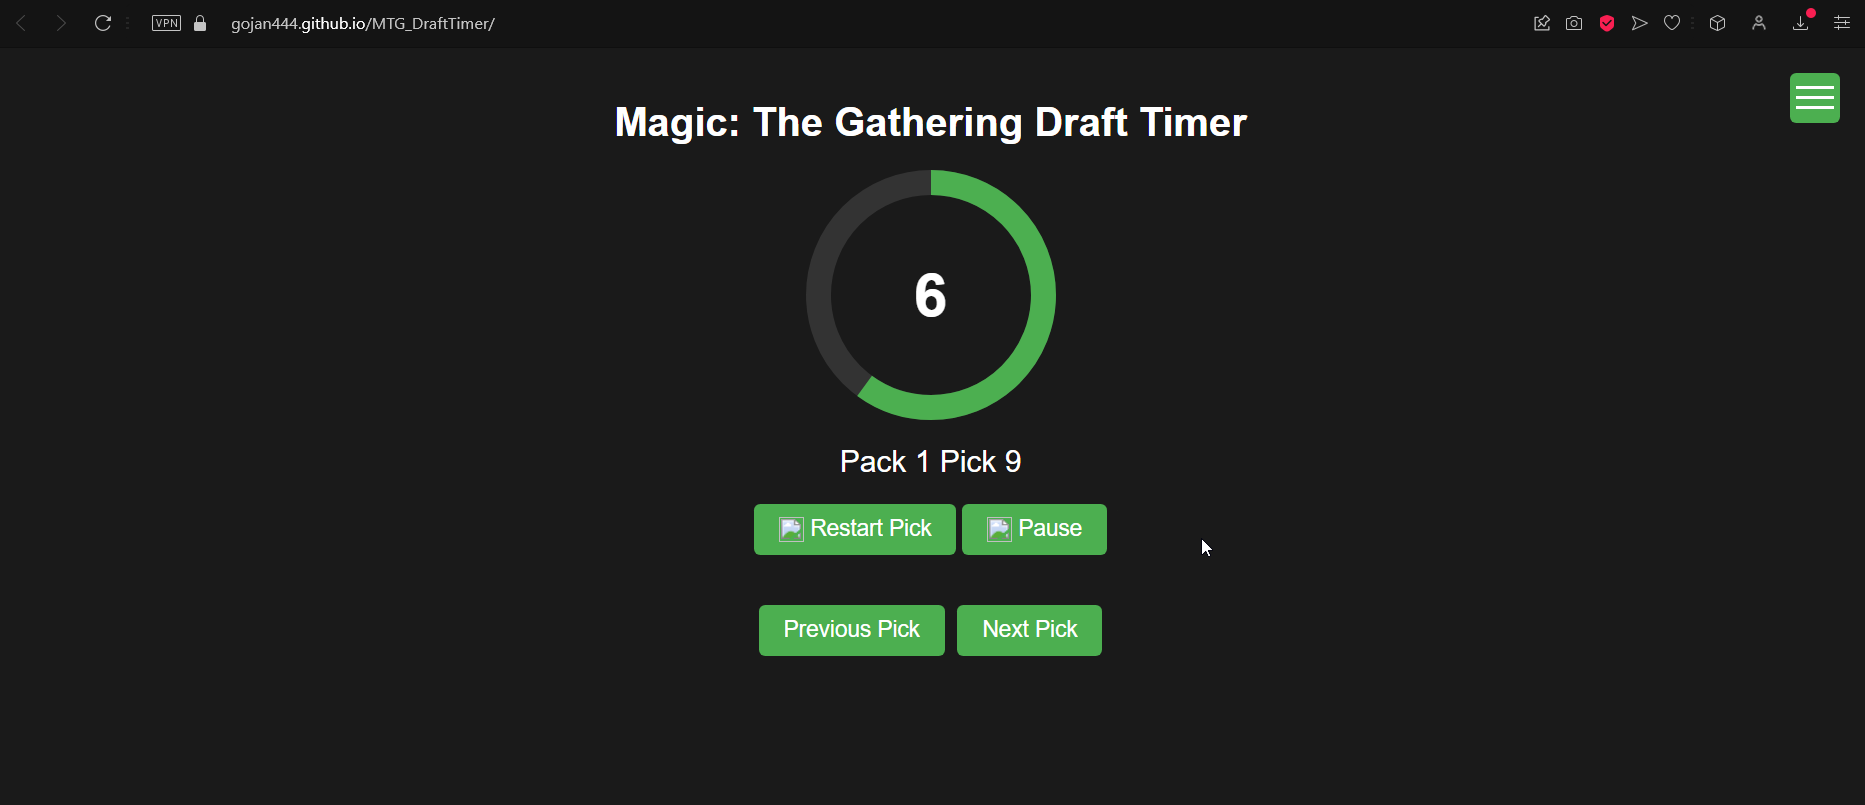 VPN
gojan444.github.io/MTG_DraftTimer/
Magic: The Gathering Draft Timer
6
Pack 1 Pick 9
Restart Pick
Pause
Previous Pick
Next Pick